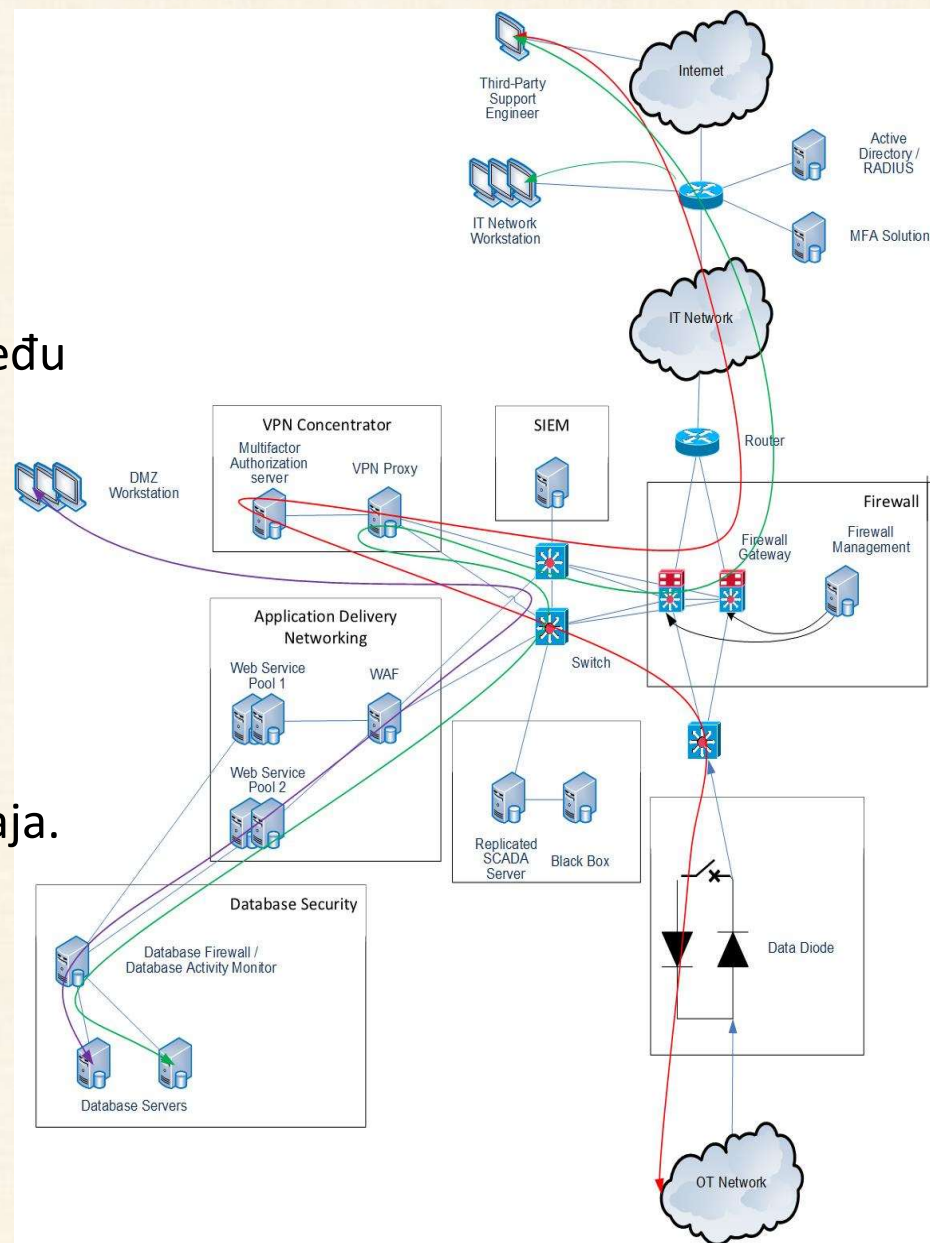 Internet
Third-Party
Support
Engineer
Active
Directory /
RADIUS
IT Network
Workstation
MFA Solution
IT Network
eđu
VPN Concentrator
Multifactor
Authorization
server
VPN Proxy
SIEM
Router
DMZ
Workstation
Firewall
Firewall
Gateway
Firewall
Management
Application Delivery
Networking
Web Service
Pool 1
WAF
Switch
Web Service
Pool 2
aja.
Replicated
SCADA
Server
Black Box
Database Security
Database Firewall /
Database Activity Monitor
Data Diode
Database Servers
OT Network